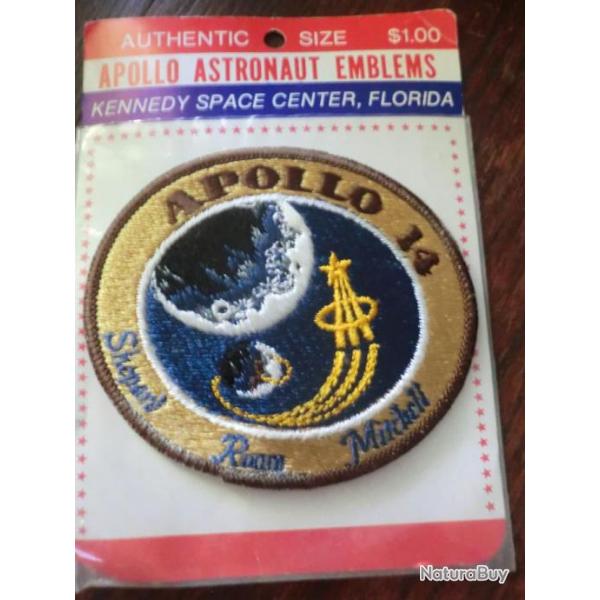 AUTHENTIC SIZE $1.00
APOLLO ASTRONAUT EMBLEMS
KENNEDY SPACE CENTER, FLORIDA
APOLLO 14
Shepard
Roosa
Mitchell
NaturaBuy